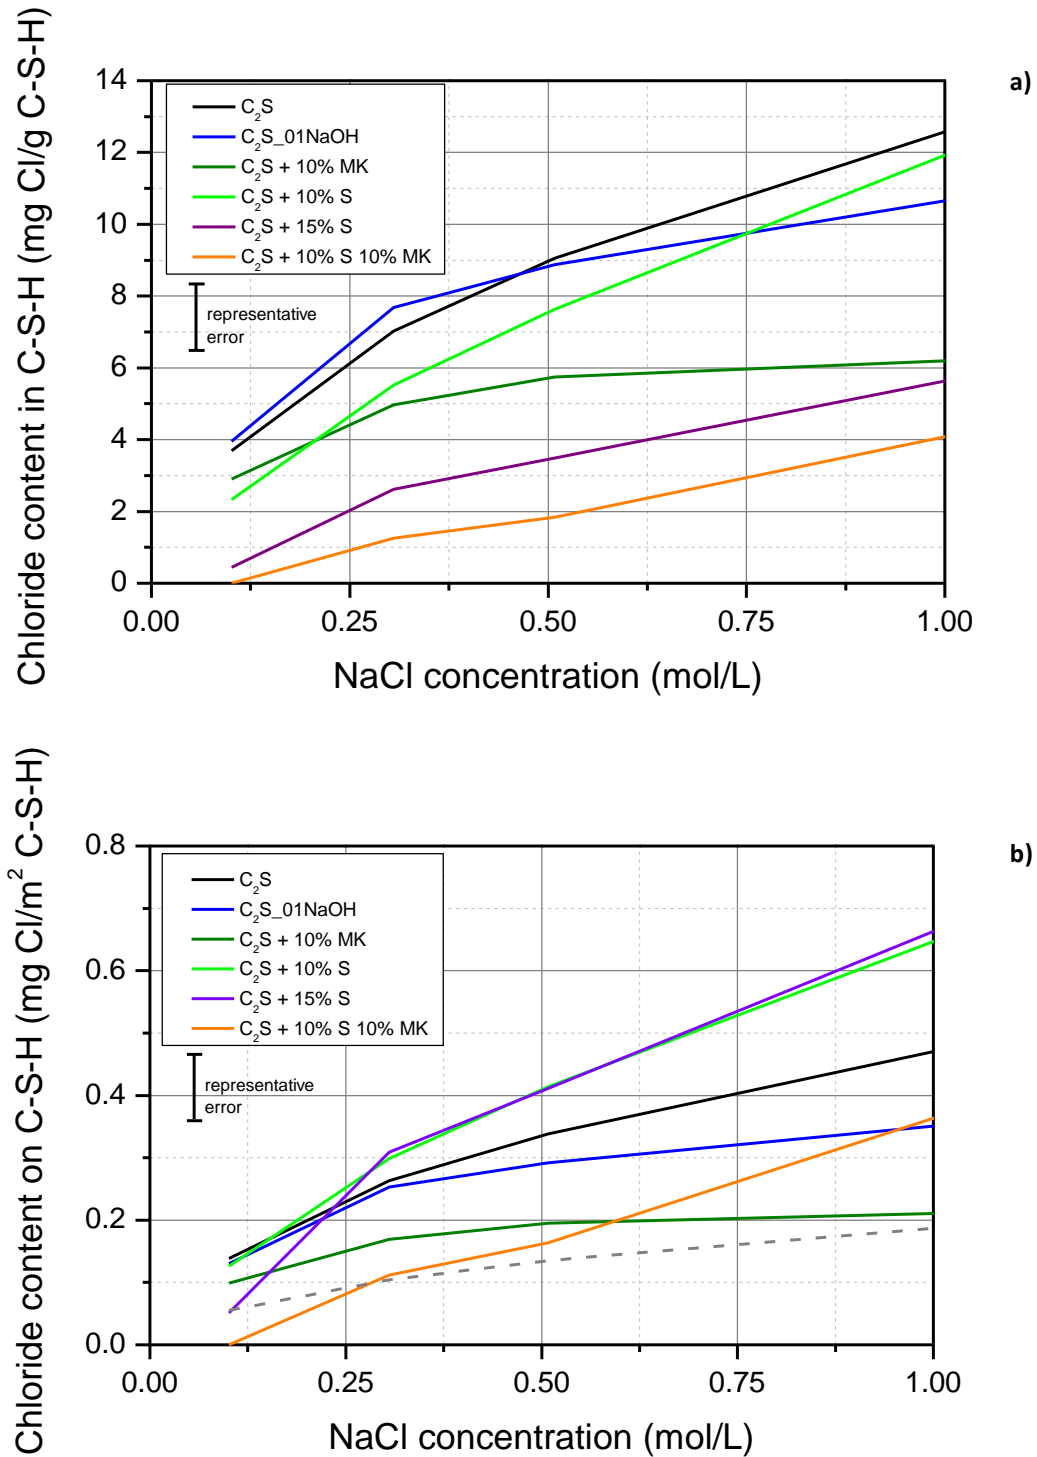 a)
Chloride content in C-S-H (mg Cl/g C-S-H)
14
12
10
8
6
4
2
0
C₂S
C₂S_01NaOH
C₂S + 10% MK
C₂S + 10% S
C₂S + 15% S
C₂S + 10% S 10% MK
representative
error
0.00 0.25 0.50 0.75 1.00
NaCl concentration (mol/L)
b)
Chloride content on C-S-H (mg Cl/m² C-S-H)
0.8
0.6
0.4
0.2
0.0
C₂S
C₂S_01NaOH
C₂S + 10% MK
C₂S + 10% S
C₂S + 15% S
C₂S + 10% S 10% MK
representative
error
0.00 0.25 0.50 0.75 1.00
NaCl concentration (mol/L)